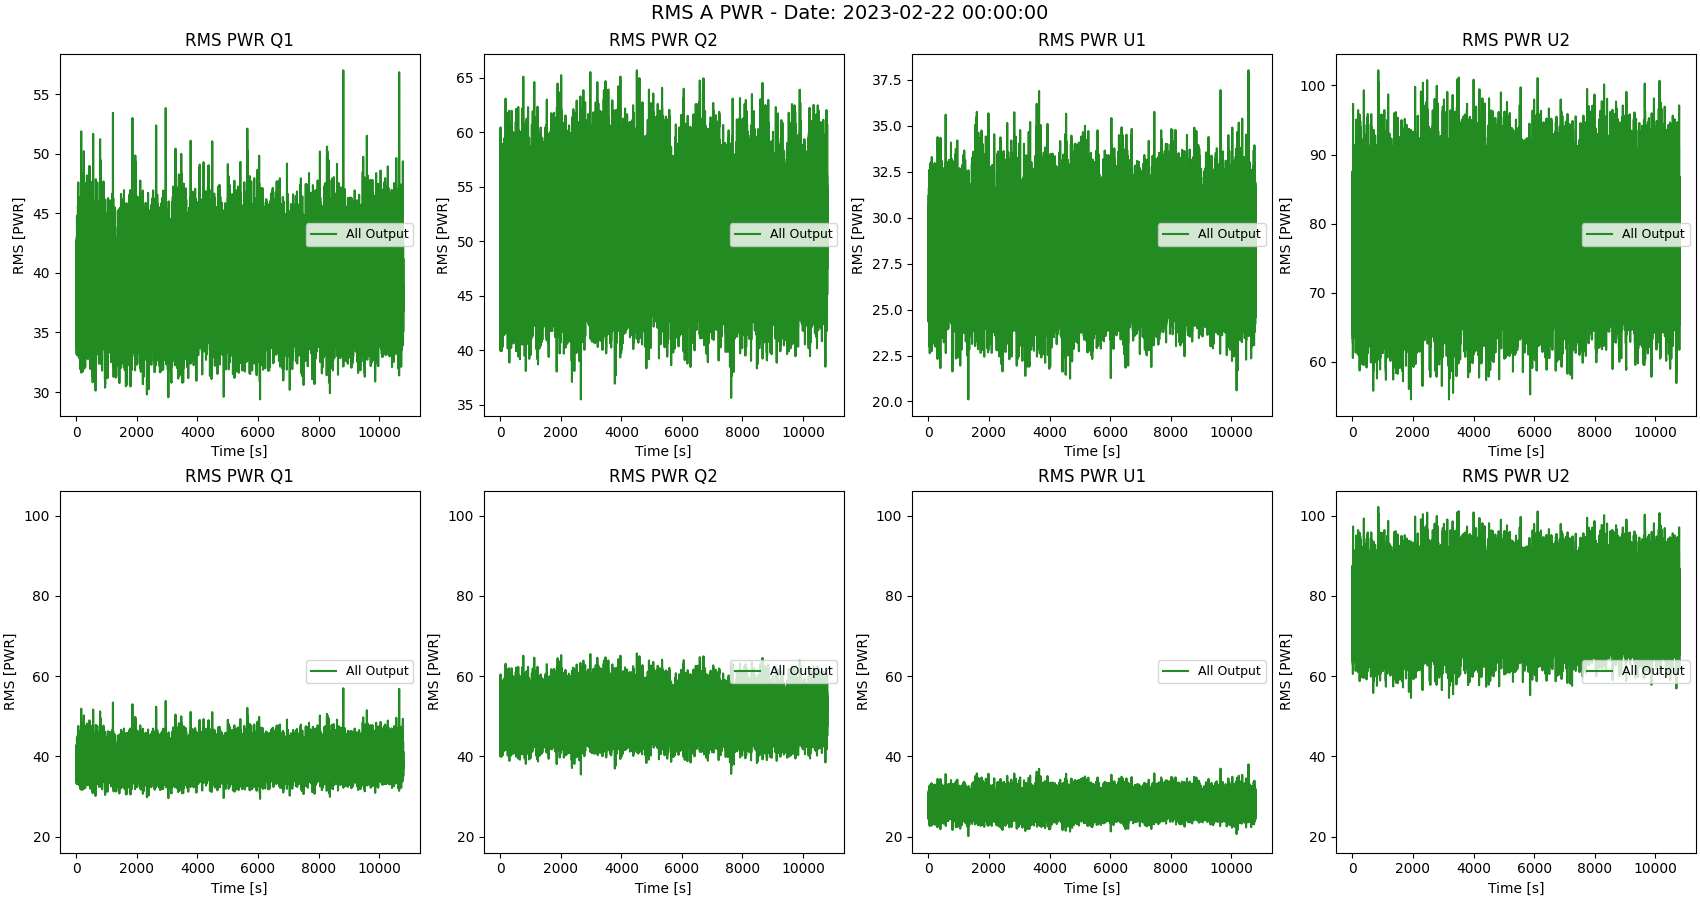 RMS A PWR - Date: 2023-02-22 00:00:00
RMS PWR Q1
RMS [PWR]
55
50
45
40
35
30
All Output
0 2000 4000 6000 8000 10000
Time [s]
RMS PWR Q2
RMS [PWR]
65
60
55
50
45
40
35
All Output
0 2000 4000 6000 8000 10000
Time [s]
RMS PWR U1
RMS [PWR]
37.5
35.0
32.5
30.0
27.5
25.0
22.5
20.0
All Output
0 2000 4000 6000 8000 10000
Time [s]
RMS PWR U2
RMS [PWR]
100
90
80
70
60
All Output
0 2000 4000 6000 8000 10000
Time [s]
RMS PWR Q1
RMS [PWR]
100
80
60
40
20
All Output
0 2000 4000 6000 8000 10000
Time [s]
RMS PWR Q2
RMS [PWR]
100
80
60
40
20
All Output
0 2000 4000 6000 8000 10000
Time [s]
RMS PWR U1
RMS [PWR]
100
80
60
40
20
All Output
0 2000 4000 6000 8000 10000
Time [s]
RMS PWR U2
RMS [PWR]
100
80
60
40
20
All Output
0 2000 4000 6000 8000 10000
Time [s]